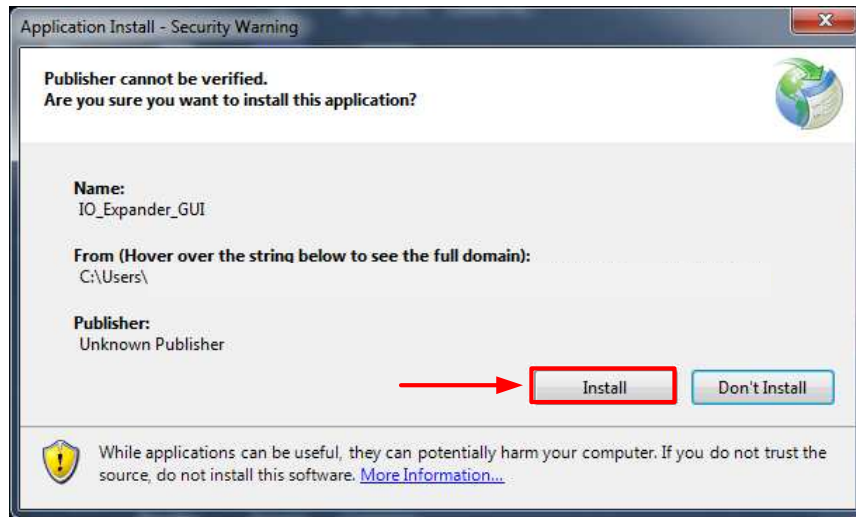 Application Install - Security Warning
Publisher cannot be verified.
Are you sure you want to install this application?
Name:
IO_Expander_GUI
From (Hover over the string below to see the full domain):
C:\Users\
Publisher:
Unknown Publisher
Install
Don't Install
While applications can be useful, they can potentially harm your computer. If you do not trust the
source, do not install this software. More Information...